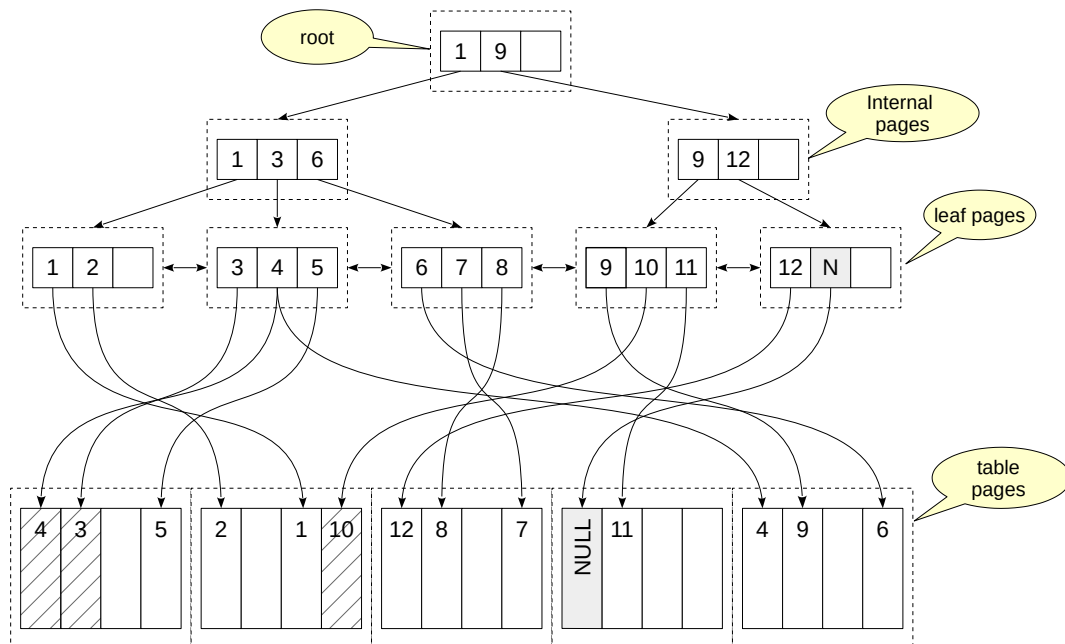 root
1 9
Internal
pages
1 3 6
9 12
leaf pages
1 2
3 4 5
6 7 8
9 10 11
12 N
table
pages
4 3 5
2 1 10
12 8 7
NULL 11
4 9 6